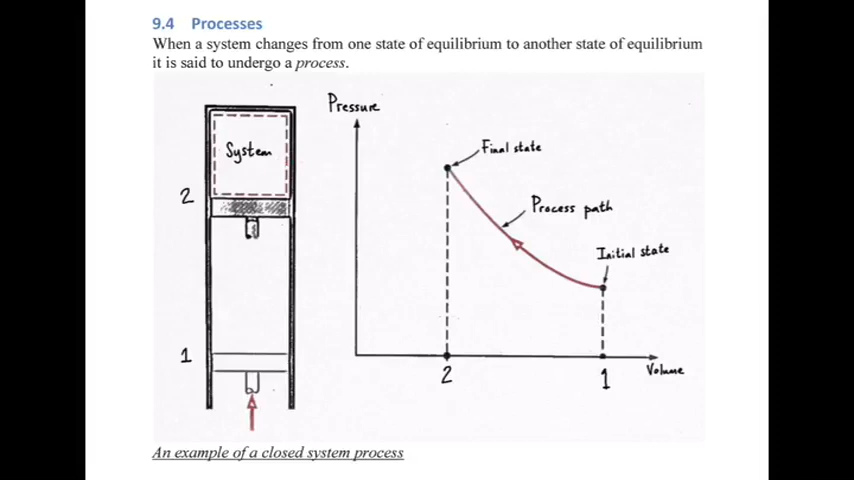 9.4 Processes
When a system changes from one state of equilibrium to another state of equilibrium
it is said to undergo a process.
Pressure
System
Final state
2
Process path
Initial state
1
Volume
2
1
An example of a closed system process